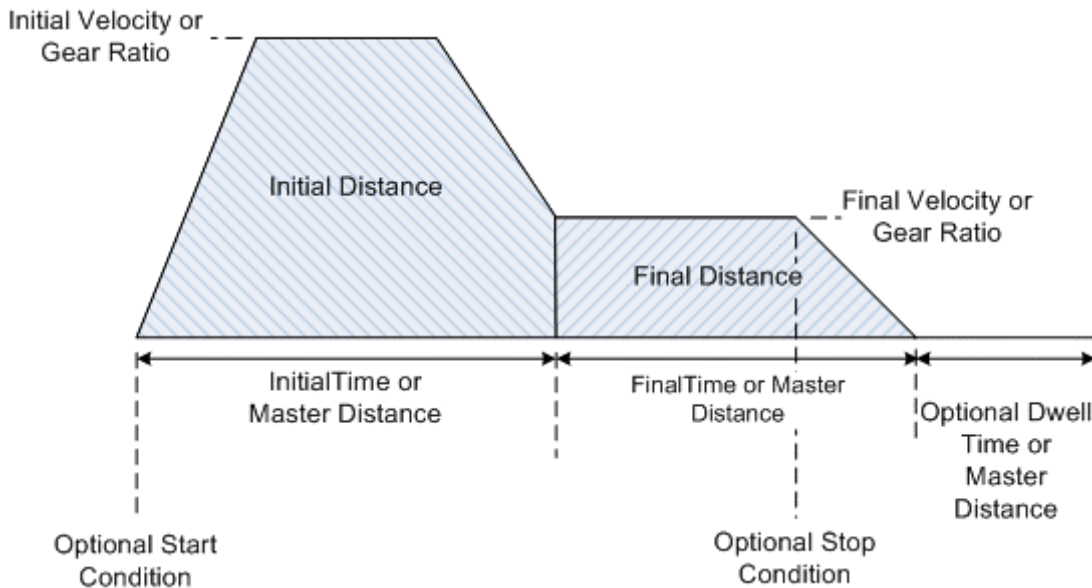 Initial Velocity or
Gear Ratio
Initial Distance
Final Velocity or
Gear Ratio
Final Distance
InitialTime or
Master Distance
FinalTime or Master
Distance
Optional Dwell
Time or
Master
Distance
Optional Start
Condition
Optional Stop
Condition